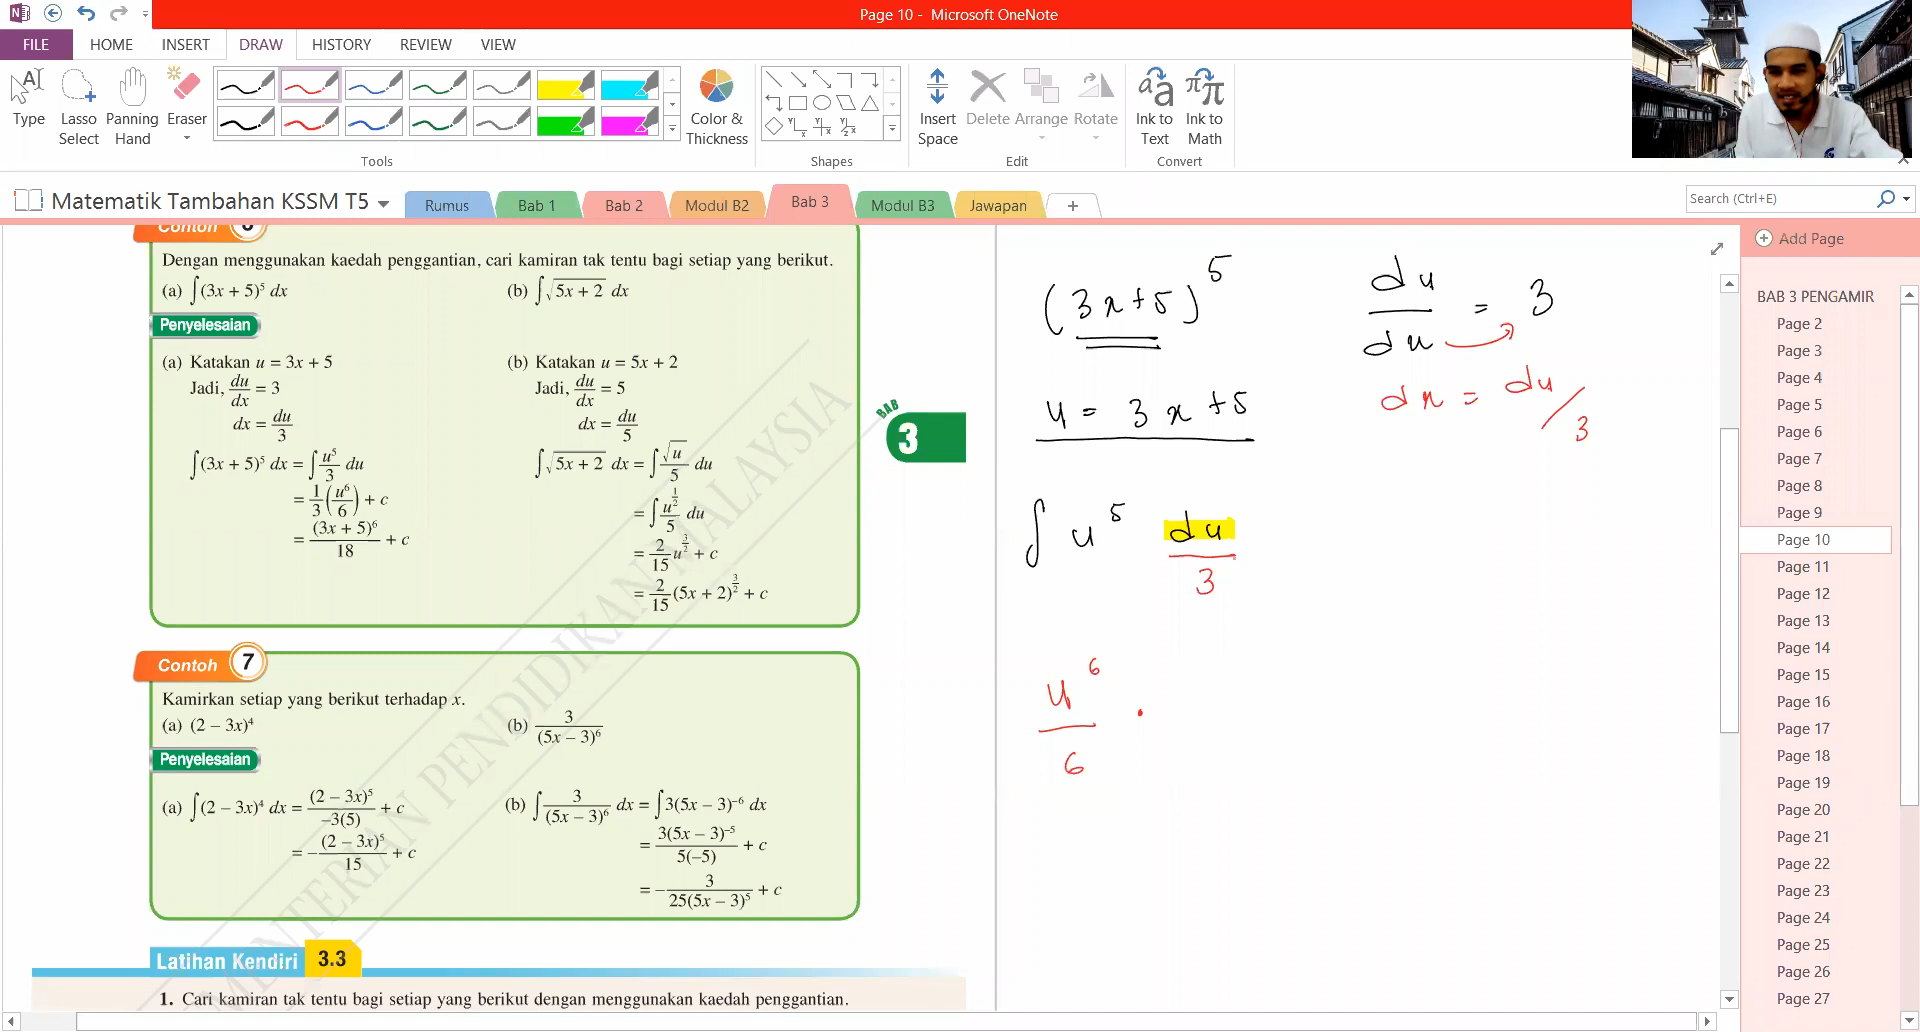 Page 10 - Microsoft OneNote
FILE HOME INSERT DRAW HISTORY REVIEW VIEW
Type
Lasso Select
Panning Hand
Eraser
Color & Thickness
Insert Space
Delete
Arrange
Rotate
Ink to Text
Ink to Math
Tools
Shapes
Edit
Convert
Matematik Tambahan KSSM T5
Rumus
Bab 1
Bab 2
Modul B2
Bab 3
Modul B3
Jawapan
Search (Ctrl+E)
Contoh 6
Dengan menggunakan kaedah penggantian, cari kamiran tak tentu bagi setiap yang berikut.
(a) ∫(3x + 5)⁵ dx
(b) ∫√(5x + 2) dx
Penyelesaian
(a) Katakan u = 3x + 5
Jadi, du/dx = 3
dx = du/3
∫(3x + 5)⁵ dx = ∫ u⁵/3 du
= 1/3 (u⁶/6) + c
= (3x + 5)⁶/18 + c
(b) Katakan u = 5x + 2
Jadi, du/dx = 5
dx = du/5
∫√(5x + 2) dx = ∫ √u/5 du
= ∫ u^(1/2)/5 du
= 2/15 u^(3/2) + c
= 2/15 (5x + 2)^(3/2) + c
BAB 3
Contoh 7
Kamirkan setiap yang berikut terhadap x.
(a) (2 – 3x)⁴
(b) 3/(5x – 3)⁶
Penyelesaian
(a) ∫(2 – 3x)⁴ dx = (2 – 3x)⁵/–3(5) + c
= –(2 – 3x)⁵/15 + c
(b) ∫ 3/(5x – 3)⁶ dx = ∫3(5x – 3)⁻⁶ dx
= 3(5x – 3)⁻⁵/5(–5) + c
= –3/25(5x – 3)⁵ + c
Latihan Kendiri 3.3
1. Cari kamiran tak tentu bagi setiap yang berikut dengan menggunakan kaedah penggantian.
KEMENTERIAN PENDIDIKAN MALAYSIA
(3x+5)⁵
u = 3x+5
∫ u⁵ du/3
u⁶/6 ·
du/dx = 3
dx = du/3
Add Page
BAB 3 PENGAMIR
Page 2
Page 3
Page 4
Page 5
Page 6
Page 7
Page 8
Page 9
Page 10
Page 11
Page 12
Page 13
Page 14
Page 15
Page 16
Page 17
Page 18
Page 19
Page 20
Page 21
Page 22
Page 23
Page 24
Page 25
Page 26
Page 27